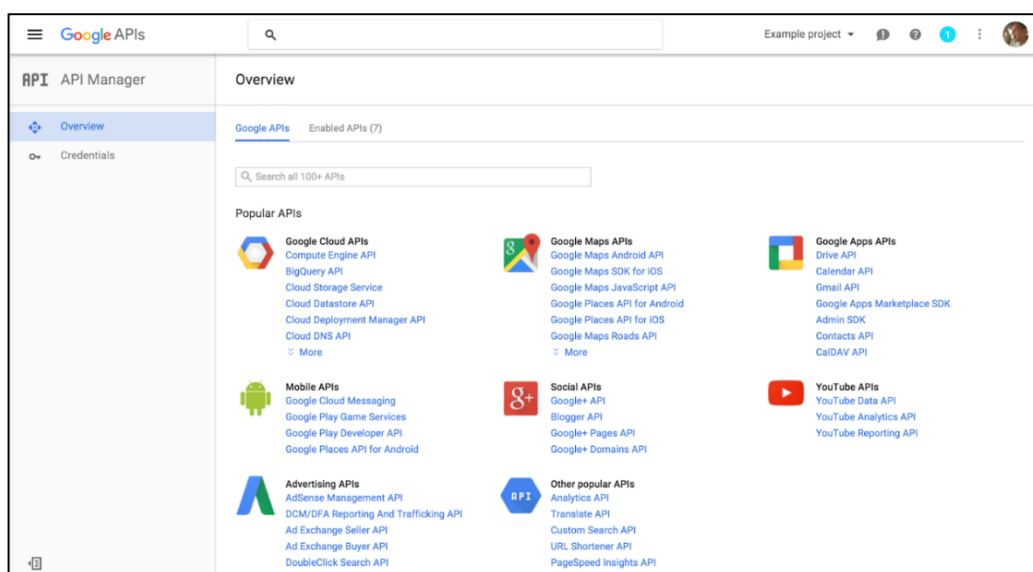 Google APIs
Example project
1
API API Manager
Overview
Overview
Credentials
Google APIs
Enabled APIs (7)
Search all 100+ APIs
Popular APIs
Google Cloud APIs
Compute Engine API
BigQuery API
Cloud Storage Service
Cloud Datastore API
Cloud Deployment Manager API
Cloud DNS API
More
8
Google Maps APIs
Google Maps Android API
Google Maps SDK for iOS
Google Maps JavaScript API
Google Places API for Android
Google Places API for iOS
Google Maps Roads API
More
Google Apps APIs
Drive API
Calendar API
Gmail API
Google Apps Marketplace SDK
Admin SDK
Contacts API
CalDAV API
Mobile APIs
Google Cloud Messaging
Google Play Game Services
Google Play Developer API
Google Places API for Android
8+
Social APIs
Google+ API
Blogger API
Google+ Pages API
Google+ Domains API
YouTube APIs
YouTube Data API
YouTube Analytics API
YouTube Reporting API
Advertising APIs
AdSense Management API
DCM/DFA Reporting And Trafficking API
Ad Exchange Seller API
Ad Exchange Buyer API
DoubleClick Search API
API
Other popular APIs
Analytics API
Translate API
Custom Search API
URL Shortener API
PageSpeed Insights API